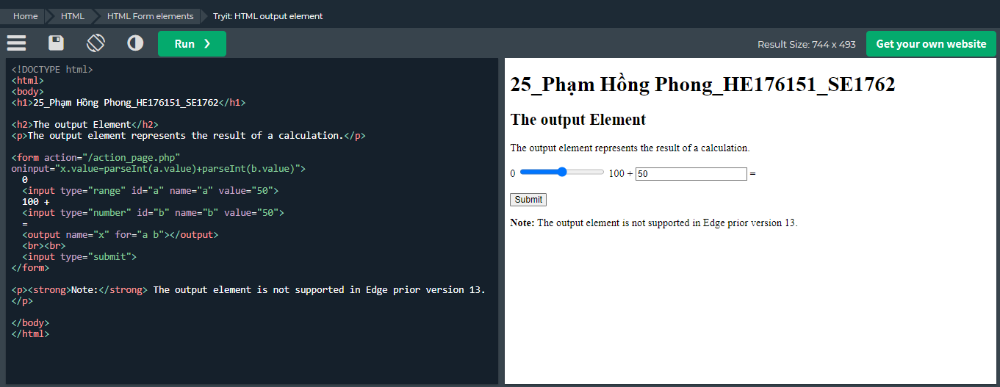 Home HTML HTML Form elements Tryit: HTML output element
Run ❯ Result Size: 744 x 493 Get your own website
<!DOCTYPE html>
<html>
<body>
<h1>25_Phạm Hồng Phong_HE176151_SE1762</h1>

<h2>The output Element</h2>
<p>The output element represents the result of a calculation.</p>

<form action="/action_page.php"
oninput="x.value=parseInt(a.value)+parseInt(b.value)">
  0
  <input type="range" id="a" name="a" value="50">
  100 +
  <input type="number" id="b" name="b" value="50">
  =
  <output name="x" for="a b"></output>
  <br><br>
  <input type="submit">
</form>

<p><strong>Note:</strong> The output element is not supported in Edge prior version 13.
</p>

</body>
</html>
25_Phạm Hồng Phong_HE176151_SE1762
The output Element
The output element represents the result of a calculation.
0 100 + 50 =
Submit
Note: The output element is not supported in Edge prior version 13.